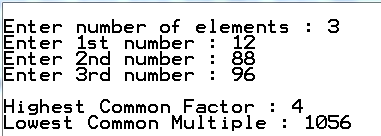 Enter number of elements : 3
Enter 1st number : 12
Enter 2nd number : 88
Enter 3rd number : 96
Highest Common Factor : 4
Lowest Common Multiple : 1056